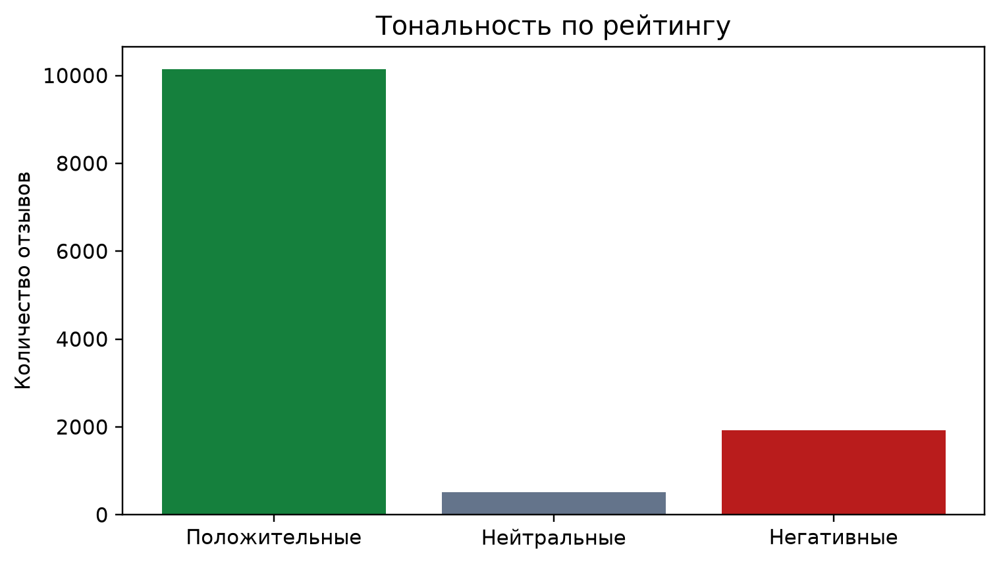 Тональность по рейтингу
Количество отзывов
10000
8000
6000
4000
2000
0
Положительные
Нейтральные
Негативные